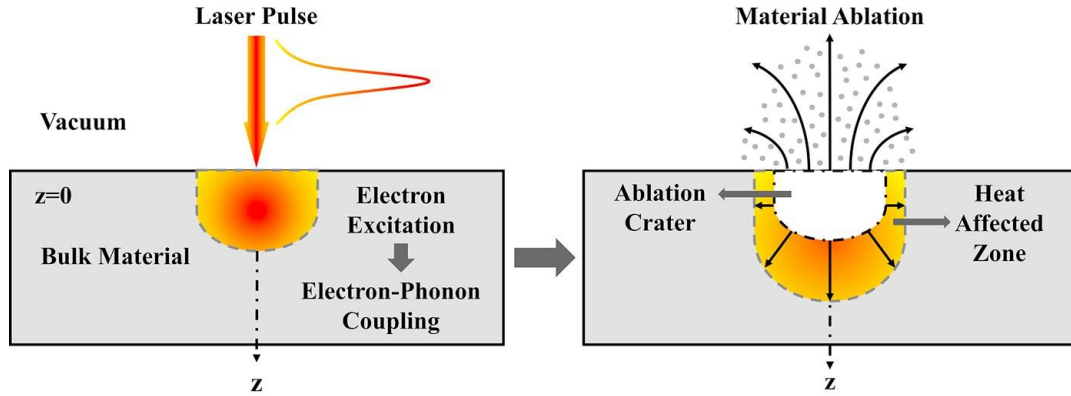 Laser Pulse
Vacuum
z=0
Bulk Material
Electron
Excitation
Electron-Phonon
Coupling
z
Material Ablation
Ablation
Crater
Heat
Affected
Zone
z